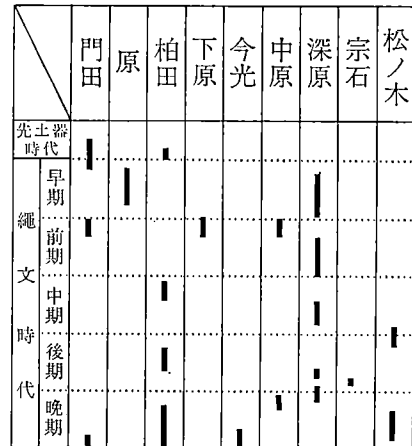 門田 原 柏田 下原 今光 中原 深原 宗石 松ノ木
先土器
時代
縄文時代
早期
前期
中期
後期
晩期